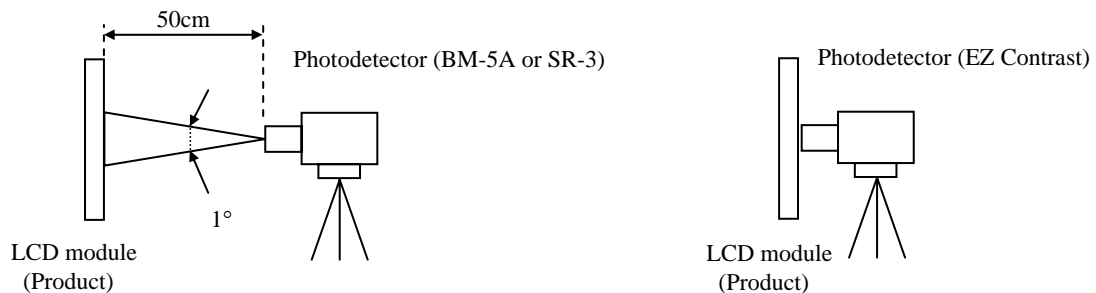 50cm
Photodetector (BM-5A or SR-3)
1°
LCD module
(Product)
Photodetector (EZ Contrast)
LCD module
(Product)